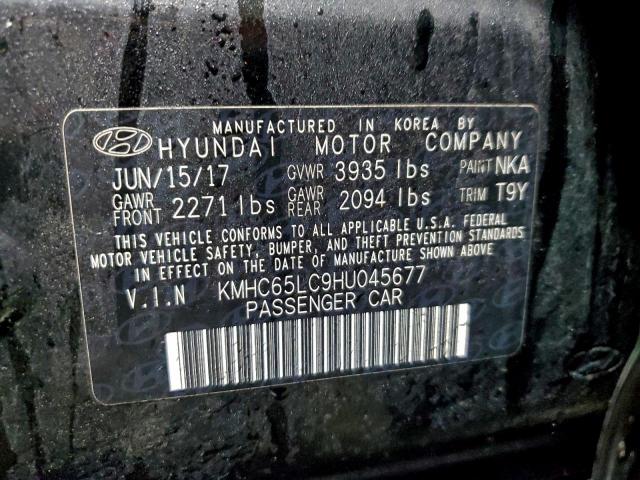 MANUFACTURED IN KOREA BY
HYUNDAI MOTOR COMPANY
JUN/15/17 GVWR 3935 lbs PAINT NKA
GAWR FRONT 2271 lbs GAWR REAR 2094 lbs TRIM T9Y
THIS VEHICLE CONFORMS TO ALL APPLICABLE U.S.A. FEDERAL
MOTOR VEHICLE SAFETY, BUMPER, AND THEFT PREVENTION STANDARDS
IN EFFECT ON THE DATE OF MANUFACTURE SHOWN ABOVE.
V.I.N KMHC65LC9HU045677
PASSENGER CAR